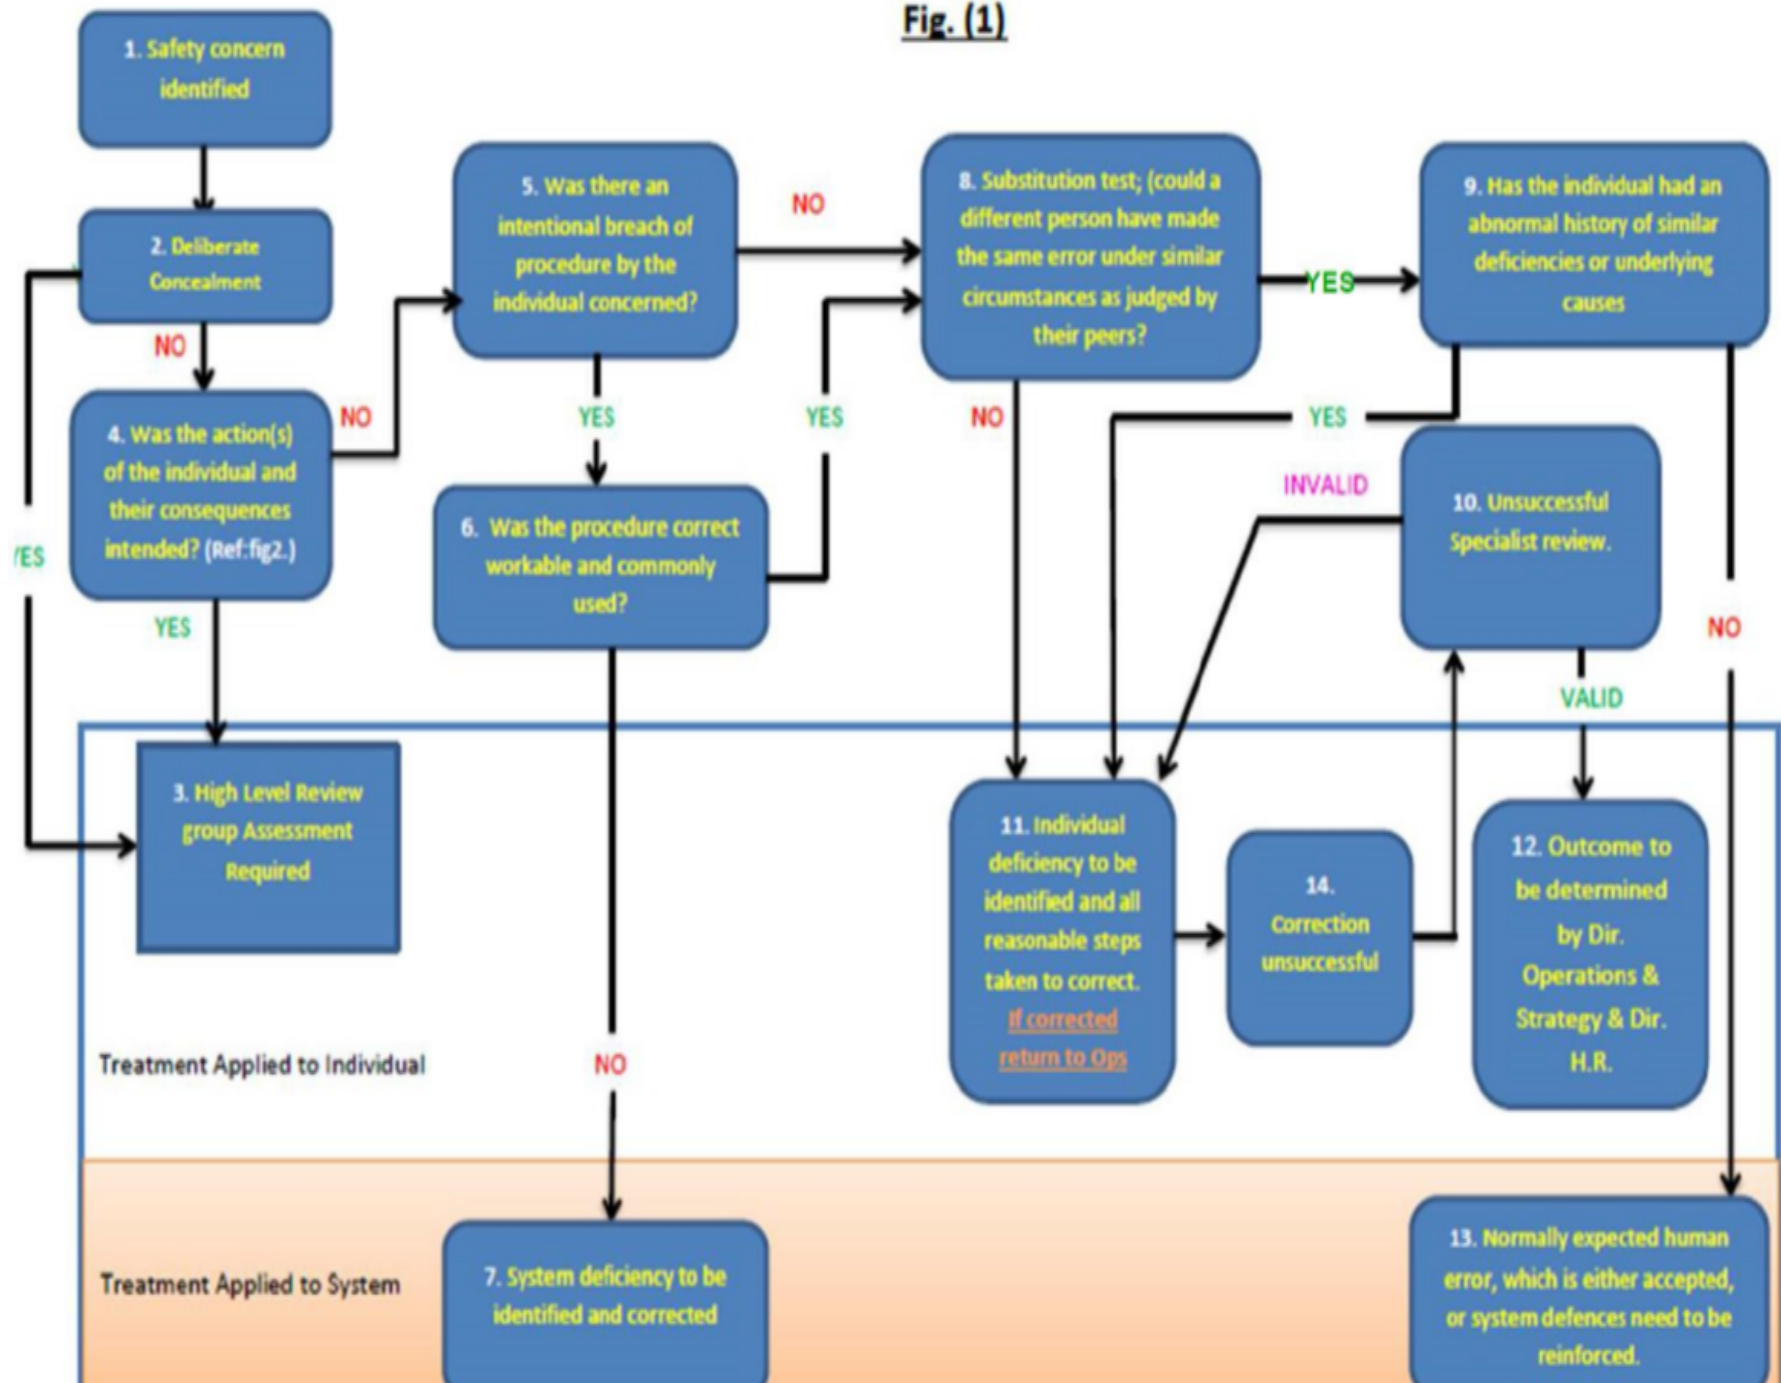 Fig. (1)
1. Safety concern
identified
2. Deliberate
Concealment
NO
YES
4. Was the action(s)
of the individual and
their consequences
intended? (Ref:fig2.)
NO
YES
3. High Level Review
group Assessment
Required
5. Was there an
intentional breach of
procedure by the
individual concerned?
NO
YES
6. Was the procedure correct
workable and commonly
used?
YES
NO
7. System deficiency to be
identified and corrected
8. Substitution test; (could a
different person have made
the same error under similar
circumstances as judged by
their peers?
YES
NO
9. Has the individual had an
abnormal history of similar
deficiencies or underlying
causes
YES
NO
10. Unsuccessful
Specialist review.
INVALID
VALID
11. Individual
deficiency to be
identified and all
reasonable steps
taken to correct.
If corrected
return to Ops
14.
Correction
unsuccessful
12. Outcome to
be determined
by Dir.
Operations &
Strategy & Dir.
H.R.
13. Normally expected human
error, which is either accepted,
or system defences need to be
reinforced.
Treatment Applied to Individual
Treatment Applied to System